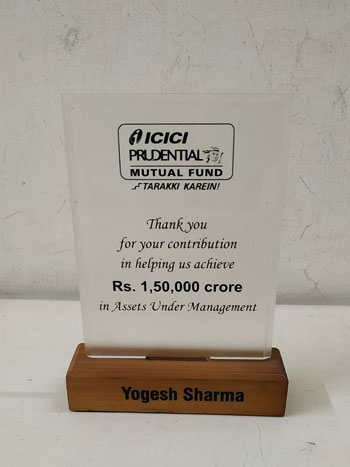 ICICI
PRUDENTIAL
MUTUAL FUND
TARAKKI KAREIN!
Thank you
for your contribution
in helping us achieve
Rs. 1,50,000 crore
in Assets Under Management
Yogesh Sharma